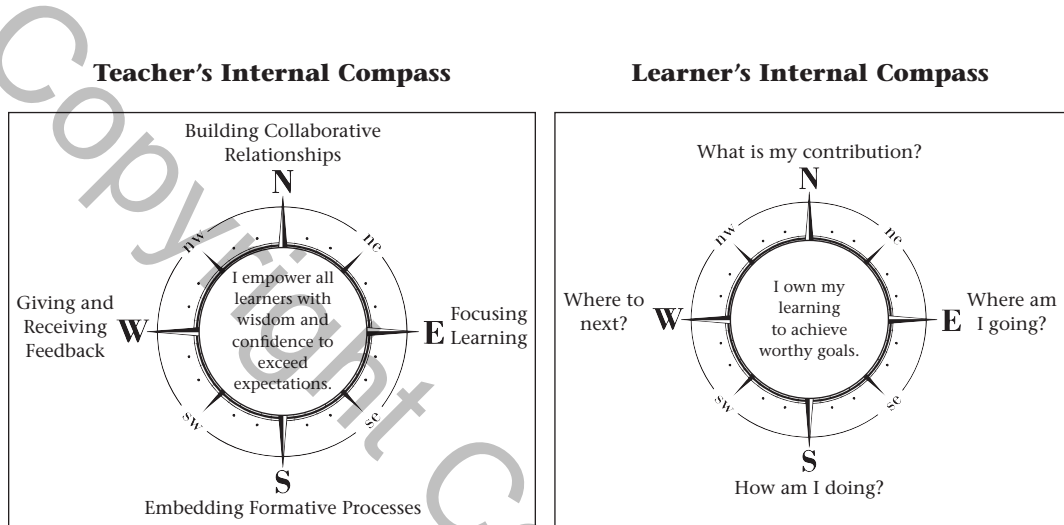 Teacher's Internal Compass
Building Collaborative
Relationships
N
nw
ne
I empower all
learners with
wisdom and
confidence to
exceed
expectations.
Giving and
Receiving
Feedback
W
E
Focusing
Learning
sw
se
S
Embedding Formative Processes
Learner's Internal Compass
What is my contribution?
N
nw
ne
I own my
learning
to achieve
worthy goals.
Where to
next?
W
E
Where am
I going?
sw
se
S
How am I doing?
Copyright C